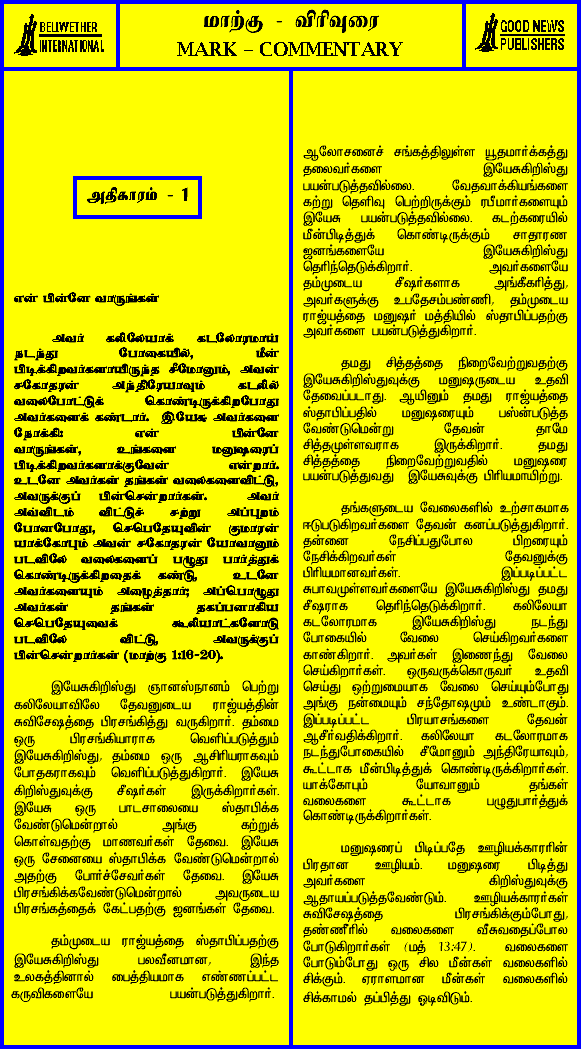 BELLWETHER
INTERNATIONAL
மாற்கு - விரிவுரை
MARK – COMMENTARY
GOOD NEWS
PUBLISHERS
அதிகாரம் - 1
என் பின்னே வாருங்கள்
அவர் கலிலேயாக் கடலோரமாய்
நடந்து போகையில், மீன்
பிடிக்கிறவர்களாயிருந்த சீமோனும், அவன்
சகோதரன் அந்திரேயாவும் கடலில்
வலைபோட்டுக் கொண்டிருக்கிறபோது
அவர்களைக் கண்டார். இயேசு அவர்களை
நோக்கி: என் பின்னே
வாருங்கள், உங்களை மனுஷரைப்
பிடிக்கிறவர்களாக்குவேன் என்றார்.
உடனே அவர்கள் தங்கள் வலைகளைவிட்டு,
அவருக்குப் பின்சென்றார்கள். அவர்
அவ்விடம் விட்டுச் சற்று அப்புறம்
போனபோது, செபெதேயுவின் குமாரன்
யாக்கோபும் அவன் சகோதரன் யோவானும்
படவிலே வலைகளைப் பழுது பார்த்துக்
கொண்டிருக்கிறதைக் கண்டு, உடனே
அவர்களையும் அழைத்தார்; அப்பொழுது
அவர்கள் தங்கள் தகப்பனாகிய
செபெதேயுவைக் கூலியாட்களோடு
படவிலே விட்டு, அவருக்குப்
பின்சென்றார்கள் (மாற்கு 1:16-20).
இயேசுகிறிஸ்து ஞானஸ்நானம் பெற்று
கலிலேயாவிலே தேவனுடைய ராஜ்யத்தின்
சுவிசேஷத்தை பிரசங்கித்து வருகிறார். தம்மை
ஒரு பிரசங்கியாராக வெளிப்படுத்தும்
இயேசுகிறிஸ்து, தம்மை ஒரு ஆசிரியராகவும்
போதகராகவும் வெளிப்படுத்துகிறார். இயேசு
கிறிஸ்துவுக்கு சீஷர்கள் இருக்கிறார்கள்.
இயேசு ஒரு பாடசாலையை ஸ்தாபிக்க
வேண்டுமென்றால் அங்கு கற்றுக்
கொள்வதற்கு மாணவர்கள் தேவை. இயேசு
ஒரு சேனையை ஸ்தாபிக்க வேண்டுமென்றால்
அதற்கு போர்ச்சேவர்கள் தேவை. இயேசு
பிரசங்கிக்கவேண்டுமென்றால் அவருடைய
பிரசங்கத்தைக் கேட்பதற்கு ஜனங்கள் தேவை.
தம்முடைய ராஜ்யத்தை ஸ்தாபிப்பதற்கு
இயேசுகிறிஸ்து பலவீனமான, இந்த
உலகத்தினால் பைத்தியமாக எண்ணப்பட்ட
கருவிகளையே பயன்படுத்துகிறார்.
ஆலோசனைச் சங்கத்திலுள்ள யூதமார்க்கத்து
தலைவர்களை இயேசுகிறிஸ்து
பயன்படுத்தவில்லை. வேதவாக்கியங்களை
கற்று தெளிவு பெற்றிருக்கும் ரபீமார்களையும்
இயேசு பயன்படுத்தவில்லை. கடற்கரையில்
மீன்பிடித்துக் கொண்டிருக்கும் சாதாரண
ஜனங்களையே இயேசுகிறிஸ்து
தெரிந்தெடுக்கிறார். அவர்களையே
தம்முடைய சீஷர்களாக அங்கீகரித்து,
அவர்களுக்கு உபதேசம்பண்ணி, தம்முடைய
ராஜ்யத்தை மனுஷர் மத்தியில் ஸ்தாபிப்பதற்கு
அவர்களை பயன்படுத்துகிறார்.
தமது சித்தத்தை நிறைவேற்றுவதற்கு
இயேசுகிறிஸ்துவுக்கு மனுஷருடைய உதவி
தேவைப்படாது. ஆயினும் தமது ராஜ்யத்தை
ஸ்தாபிப்பதில் மனுஷரையும் பஸ்ன்படுத்த
வேண்டுமென்று தேவன் தாமே
சித்தமுள்ளவராக இருக்கிறார். தமது
சித்தத்தை நிறைவேற்றுவதில் மனுஷரை
பயன்படுத்துவது இயேசுவுக்கு பிரியமாயிற்று.
தங்களுடைய வேலைகளில் உற்சாகமாக
ஈடுபடுகிறவர்களை தேவன் கனப்படுத்துகிறார்.
தன்னை நேசிப்பதுபோல பிறரையும்
நேசிக்கிறவர்கள் தேவனுக்கு
பிரியமானவர்கள். இப்படிப்பட்ட
சுபாவமுள்ளவர்களையே இயேசுகிறிஸ்து தமது
சீஷராக தெரிந்தெடுக்கிறார். கலிலேயா
கடலோரமாக இயேசுகிறிஸ்து நடந்து
போகையில் வேலை செய்கிறவர்களை
காண்கிறார். அவர்கள் இணைந்து வேலை
செய்கிறார்கள். ஒருவருக்கொருவர் உதவி
செய்து ஒற்றுமையாக வேலை செய்யும்போது
அங்கு நன்மையும் சந்தோஷமும் உண்டாகும்.
இப்படிப்பட்ட பிரயாசங்களை தேவன்
ஆசீர்வதிக்கிறார். கலிலேயா கடலோரமாக
நடந்துபோகையில் சீமோனும் அந்திரேயாவும்,
கூட்டாக மீன்பிடித்துக் கொண்டிருக்கிறார்கள்.
யாக்கோபும் யோவானும் தங்கள்
வலைகளை கூட்டாக பழுதுபார்த்துக்
கொண்டிருக்கிறார்கள்.
மனுஷரைப் பிடிப்பதே ஊழியக்காரரின்
பிரதான ஊழியம். மனுஷரை பிடித்து
அவர்களை கிறிஸ்துவுக்கு
ஆதாயப்படுத்தவேண்டும். ஊழியக்காரர்கள்
சுவிசேஷத்தை பிரசங்கிக்கும்போது,
தண்ணீரில் வலைகளை வீசுவதைப்போல
போடுகிறார்கள் (மத் 13:47). வலைகளை
போடும்போது ஒரு சில மீன்கள் வலைகளில்
சிக்கும். ஏராளமான மீன்கள் வலைகளில்
சிக்காமல் தப்பித்து ஓடிவிடும்.